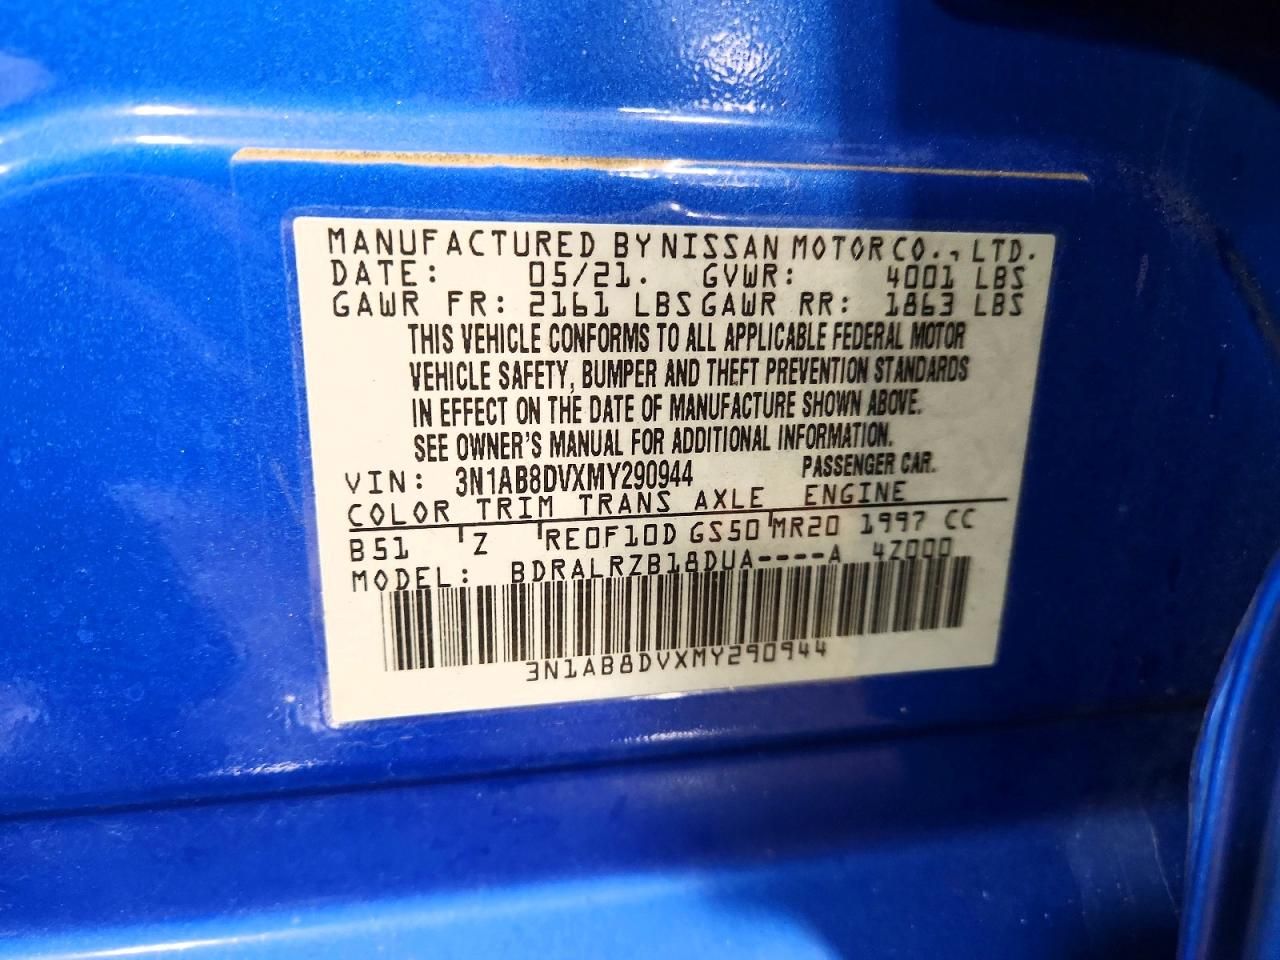 MANUFACTURED BY NISSAN MOTOR CO., LTD.
DATE: 05/21. GVWR: 4001 LBS
GAWR FR: 2161 LBS GAWR RR: 1863 LBS
THIS VEHICLE CONFORMS TO ALL APPLICABLE FEDERAL MOTOR
VEHICLE SAFETY, BUMPER AND THEFT PREVENTION STANDARDS
IN EFFECT ON THE DATE OF MANUFACTURE SHOWN ABOVE.
SEE OWNER'S MANUAL FOR ADDITIONAL INFORMATION.
VIN: 3N1AB8DVXMY290944 PASSENGER CAR.
COLOR TRIM TRANS AXLE ENGINE
B51 Z RE0F10D GS50 MR20 1997 CC
MODEL: BDRALRZB18DUA----A 4Z000
3N1AB8DVXMY290944